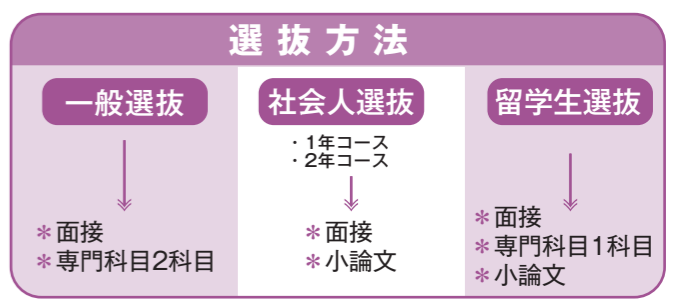 選抜方法
一般選抜
＊面接
＊専門科目2科目
社会人選抜
・1年コース
・2年コース
＊面接
＊小論文
留学生選抜
＊面接
＊専門科目1科目
＊小論文